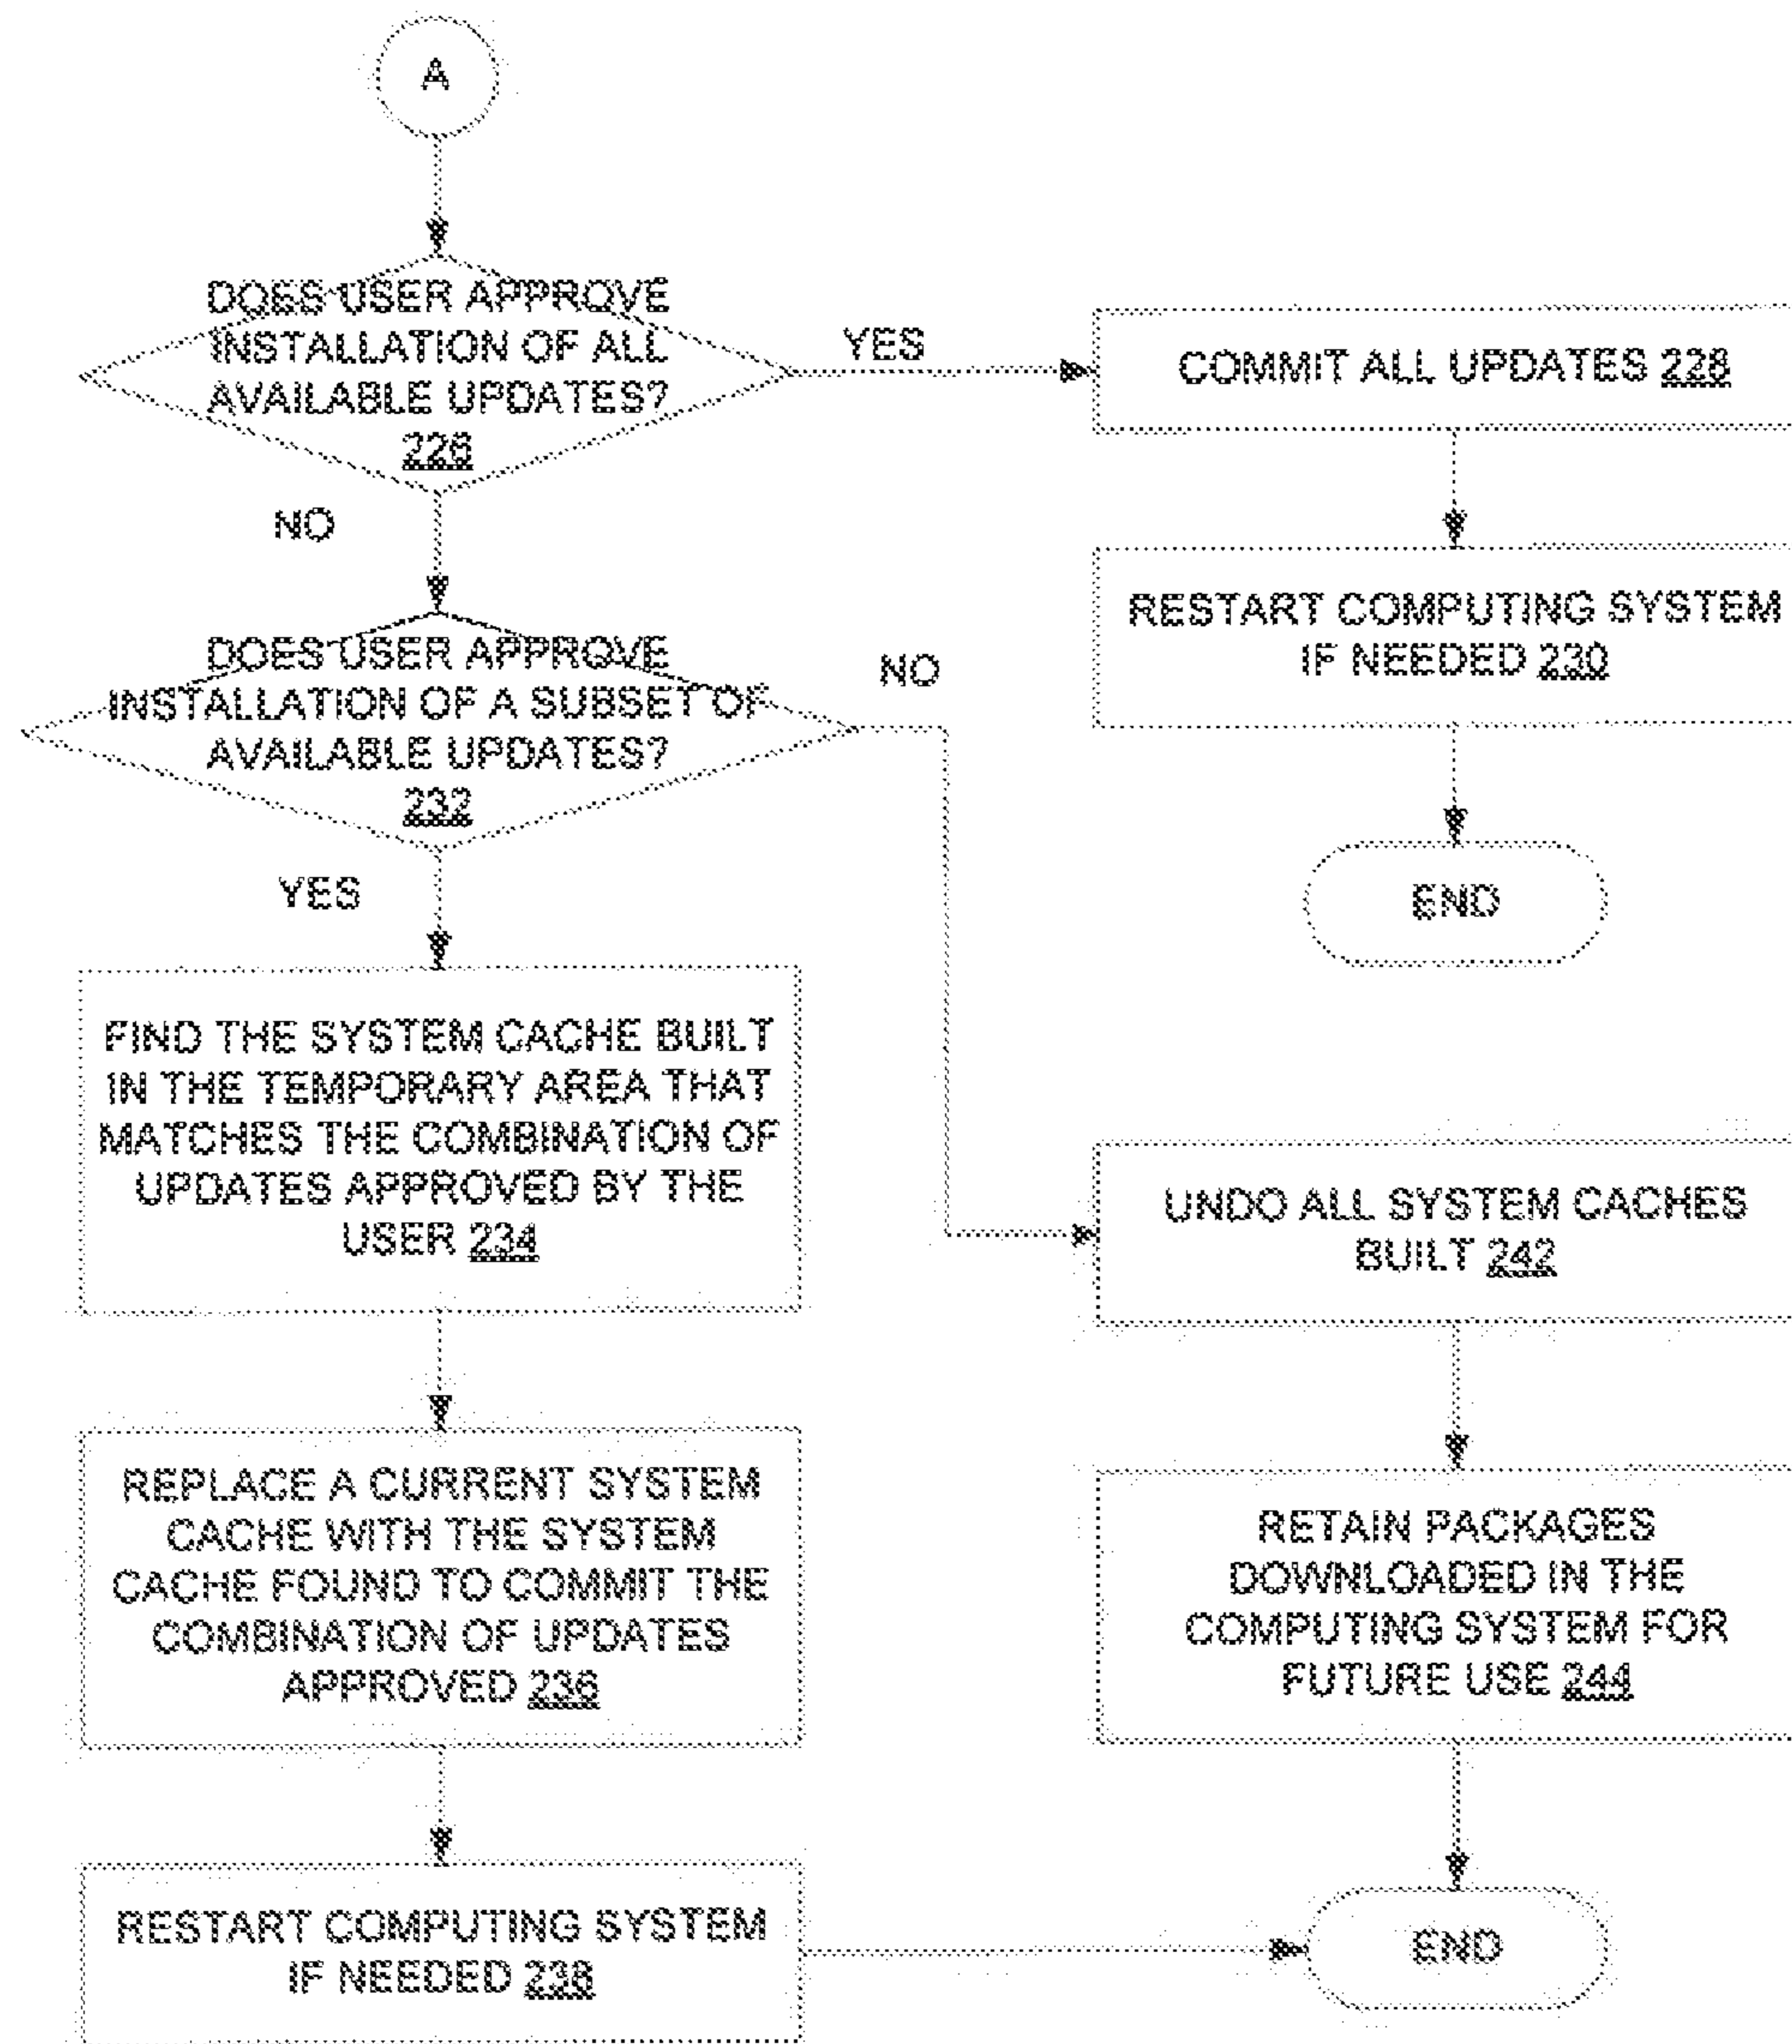 A
DOES USER APPROVE
INSTALLATION OF ALL
AVAILABLE UPDATES?
226
YES
COMMIT ALL UPDATES 228
RESTART COMPUTING SYSTEM
IF NEEDED 230
END
NO
DOES USER APPROVE
INSTALLATION OF A SUBSET OF
AVAILABLE UPDATES?
232
NO
YES
FIND THE SYSTEM CACHE BUILT
IN THE TEMPORARY AREA THAT
MATCHES THE COMBINATION OF
UPDATES APPROVED BY THE
USER 234
REPLACE A CURRENT SYSTEM
CACHE WITH THE SYSTEM
CACHE FOUND TO COMMIT THE
COMBINATION OF UPDATES
APPROVED 236
RESTART COMPUTING SYSTEM
IF NEEDED 238
UNDO ALL SYSTEM CACHES
BUILT 242
RETAIN PACKAGES
DOWNLOADED IN THE
COMPUTING SYSTEM FOR
FUTURE USE 244
END